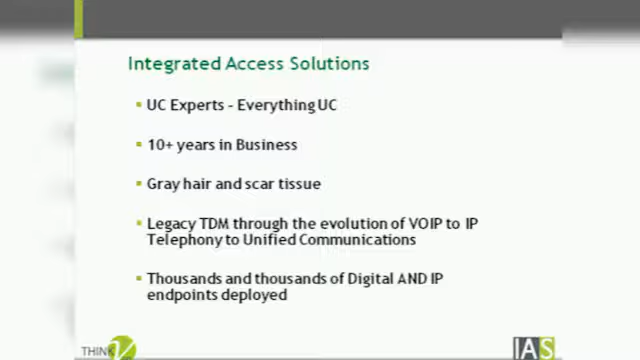 Integrated Access Solutions
UC Experts – Everything UC
10+ years in Business
Gray hair and scar tissue
Legacy TDM through the evolution of VOIP to IP
Telephony to Unified Communications
Thousands and thousands of Digital AND IP
endpoints deployed
THINK
IAS